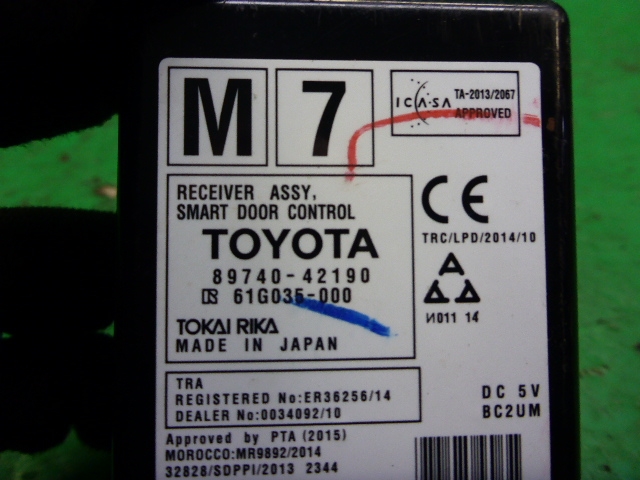 M 7
ICASA TA-2013/2067
APPROVED
RECEIVER ASSY,
SMART DOOR CONTROL
TOYOTA
89740-42190
61G035-000
TOKAI RIKA
MADE IN JAPAN
CE
TRC/LPD/2014/10
И011 14
TRA
REGISTERED No:ER36256/14
DEALER No:0034092/10
DC 5V
BC2UM
Approved by PTA (2015)
MOROCCO:MR9892/2014
32828/SDPPI/2013 2344